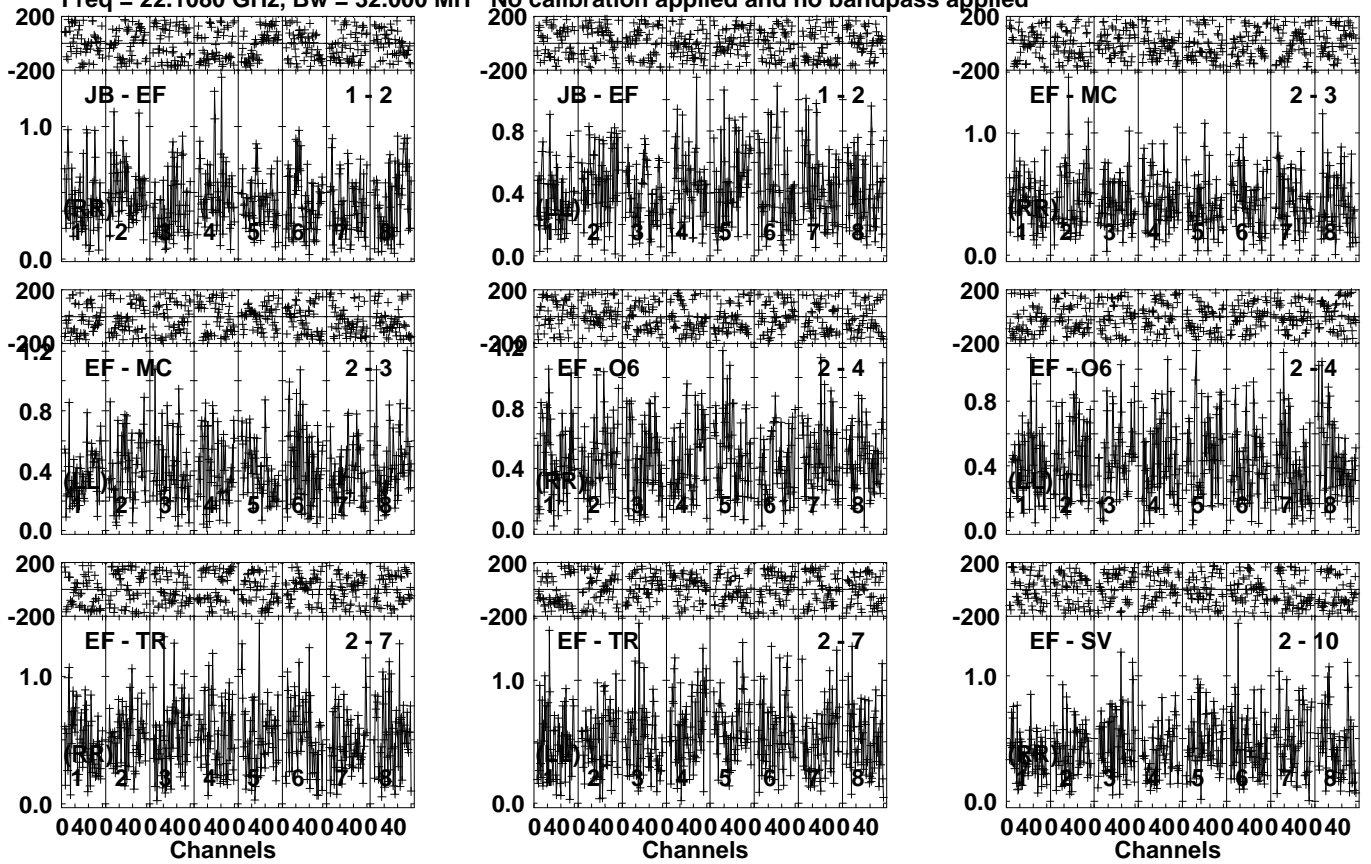 Freq = 22.1080 GHz, Bw = 32.000 MH No calibration applied and no bandpass applied
200 200 200
-200 -200 -200
JB - EF 1 - 2 JB - EF 1 - 2 EF - MC 2 - 3
1.0 0.8 1.0
0.4
(RR) (LL) (RR)
1 2 3 4 5 6 7 8 1 2 3 4 5 6 7 8 1 2 3 4 5 6 7 8
0.0 0.0 0.0
200 200 200
-200 -200 -200
1.2 1.2
EF - MC 2 - 3 EF - O6 2 - 4 EF - O6 2 - 4
0.8 0.8 0.8
0.4 0.4 0.4
(LL) (RR) (LL)
1 2 3 4 5 6 7 8 1 2 3 4 5 6 7 8 1 2 3 4 5 6 7 8
0.0 0.0 0.0
200 200 200
-200 -200 -200
EF - TR 2 - 7 EF - TR 2 - 7 EF - SV 2 - 10
1.0 1.0 1.0
(RR) (LL) (RR)
1 2 3 4 5 6 7 8 1 2 3 4 5 6 7 8 1 2 3 4 5 6 7 8
0.0 0.0 0.0
0 40 0 40 0 40 0 40 0 40 0 40 0 40 0 40 0 40 0 40 0 40 0 40 0 40 0 40 0 40 0 40 0 40 0 40 0 40 0 40 0 40 0 40 0 40 0 40
Channels Channels Channels